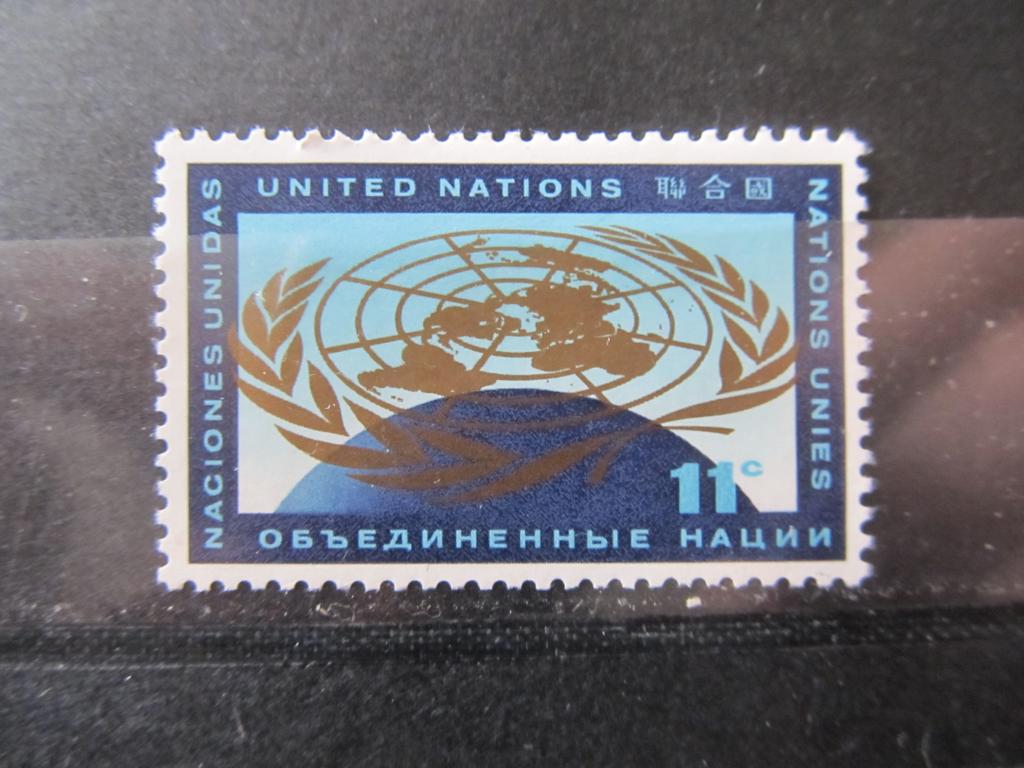 UNITED NATIONS 聯合國
NACIONES UNIDAS
NATIONS UNIES
11c
ОБЪЕДИНЕННЫЕ НАЦИИ